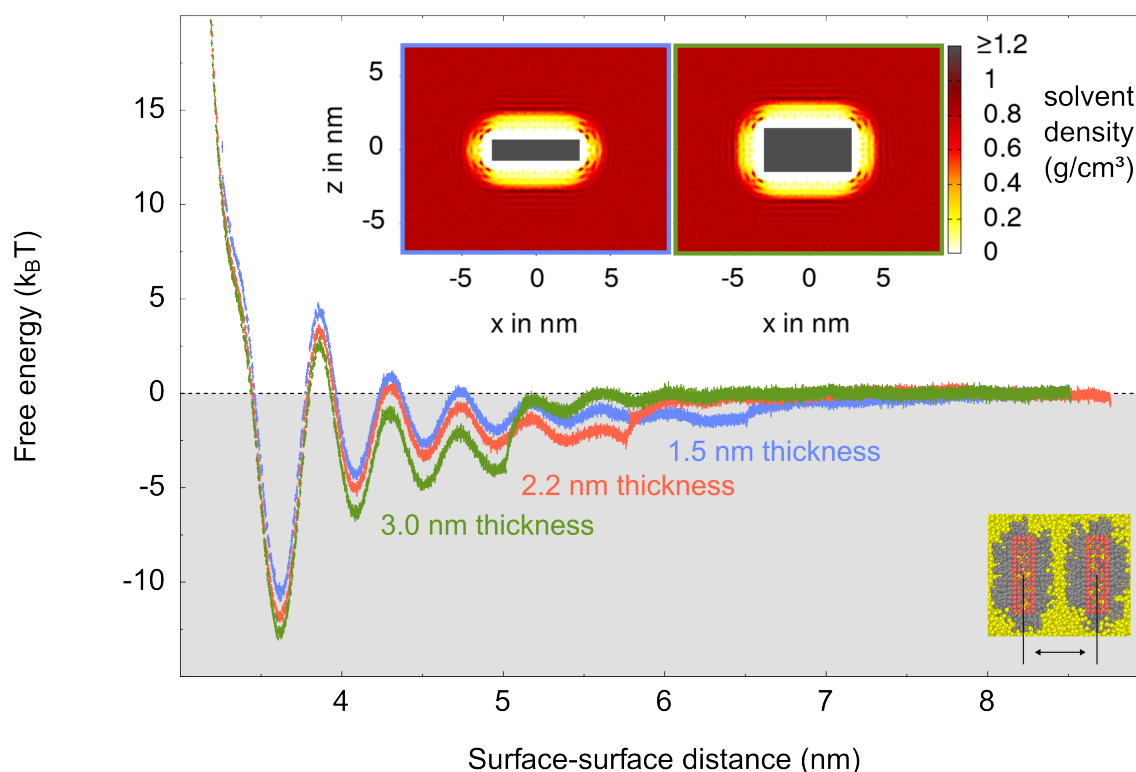 Free energy (k_BT)
15
10
5
0
-5
-10
4
5
6
7
8
Surface-surface distance (nm)
z in nm
5
0
-5
-5
0
5
x in nm
-5
0
5
x in nm
≥1.2
1
0.8
0.6
0.4
0.2
0
solvent
density
(g/cm³)
1.5 nm thickness
2.2 nm thickness
3.0 nm thickness